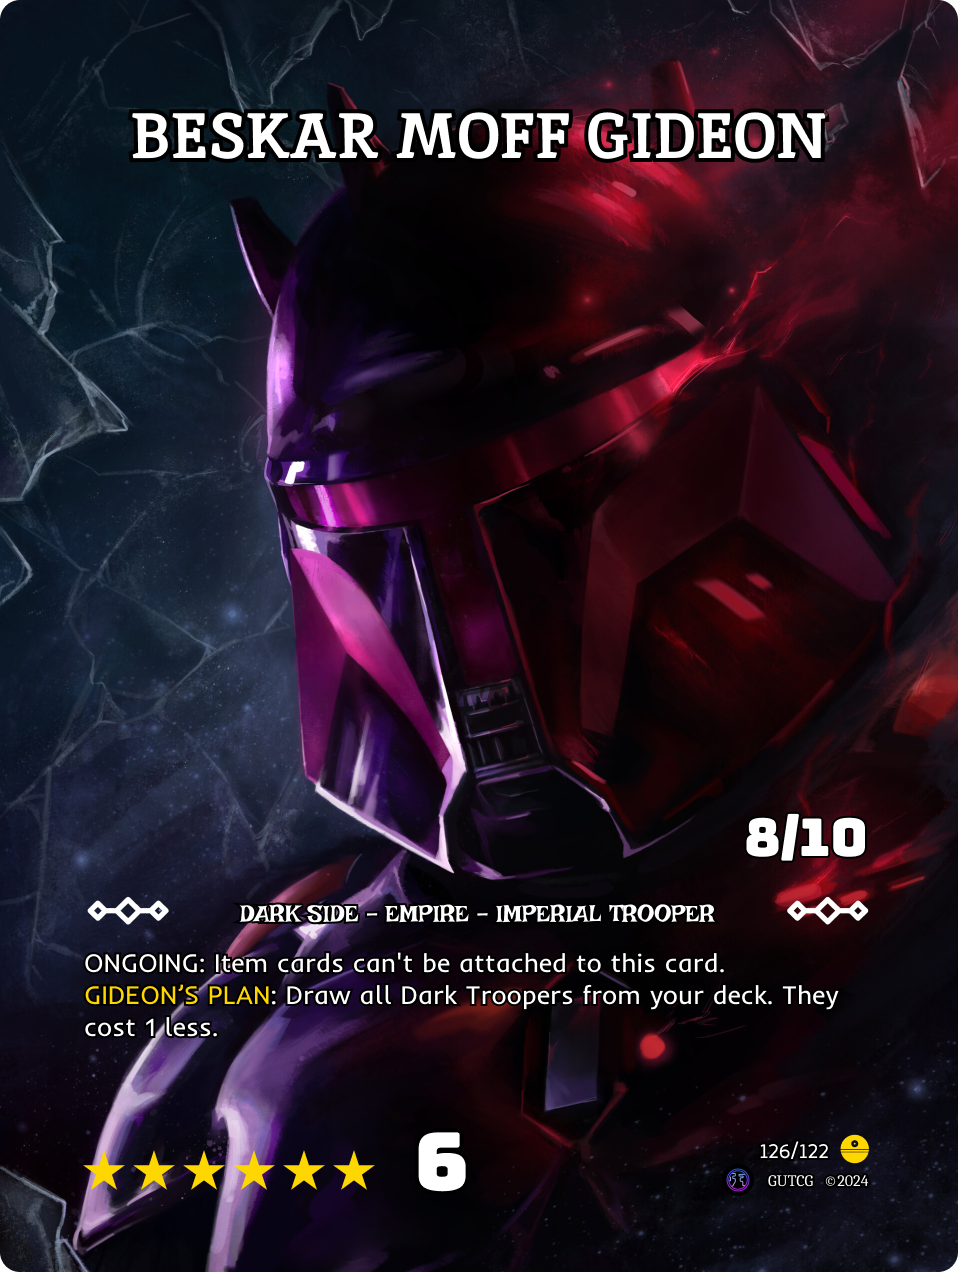 BESKAR MOFF GIDEON
8/10
DARK SIDE - EMPIRE - IMPERIAL TROOPER
ONGOING: Item cards can't be attached to this card.
GIDEON'S PLAN: Draw all Dark Troopers from your deck. They
cost 1 less.
6
126/122
GUTCG ©2024